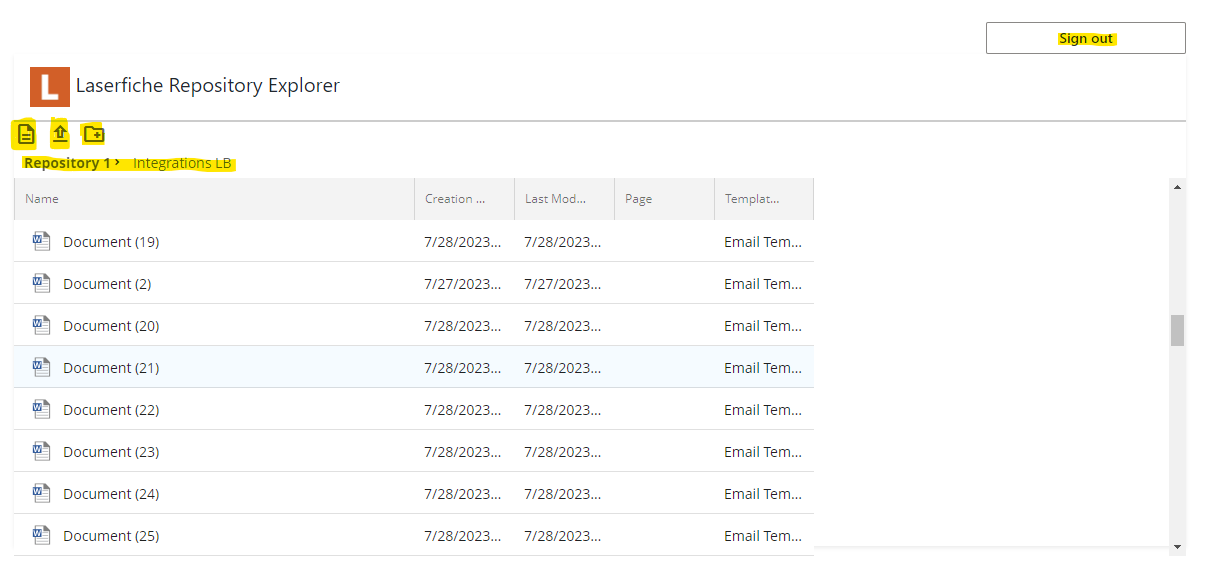 Sign out
L Laserfiche Repository Explorer
Repository 1 › Integrations LB
Name Creation ... Last Mod... Page Templat...
Document (19) 7/28/2023... 7/28/2023... Email Tem...
Document (2) 7/27/2023... 7/27/2023... Email Tem...
Document (20) 7/28/2023... 7/28/2023... Email Tem...
Document (21) 7/28/2023... 7/28/2023... Email Tem...
Document (22) 7/28/2023... 7/28/2023... Email Tem...
Document (23) 7/28/2023... 7/28/2023... Email Tem...
Document (24) 7/28/2023... 7/28/2023... Email Tem...
Document (25) 7/28/2023... 7/28/2023... Email Tem...